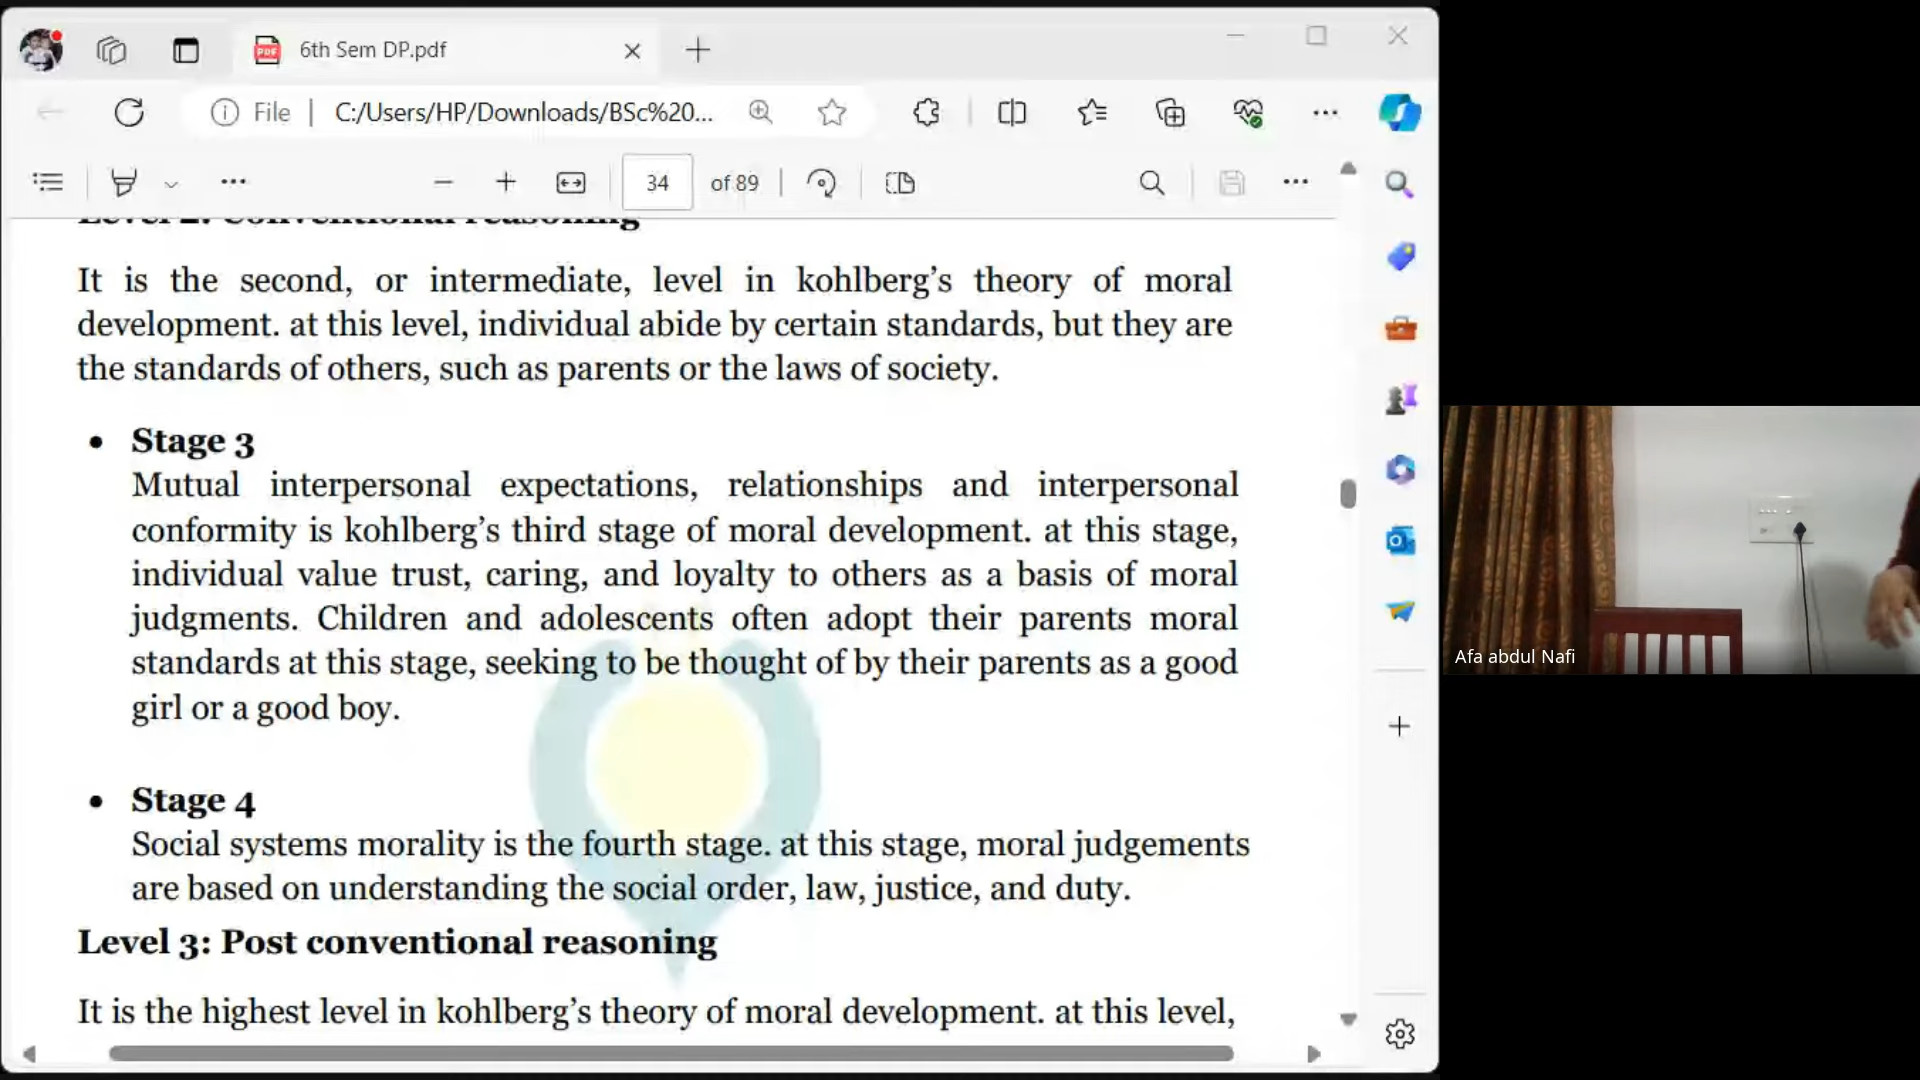 6th Sem DP.pdf
File | C:/Users/HP/Downloads/BSc%20...
34 of 89
Level 2: Conventional reasoning
It is the second, or intermediate, level in kohlberg’s theory of moral
development. at this level, individual abide by certain standards, but they are
the standards of others, such as parents or the laws of society.
• Stage 3
Mutual interpersonal expectations, relationships and interpersonal
conformity is kohlberg’s third stage of moral development. at this stage,
individual value trust, caring, and loyalty to others as a basis of moral
judgments. Children and adolescents often adopt their parents moral
standards at this stage, seeking to be thought of by their parents as a good
girl or a good boy.
• Stage 4
Social systems morality is the fourth stage. at this stage, moral judgements
are based on understanding the social order, law, justice, and duty.
Level 3: Post conventional reasoning
It is the highest level in kohlberg’s theory of moral development. at this level,
Afa abdul Nafi